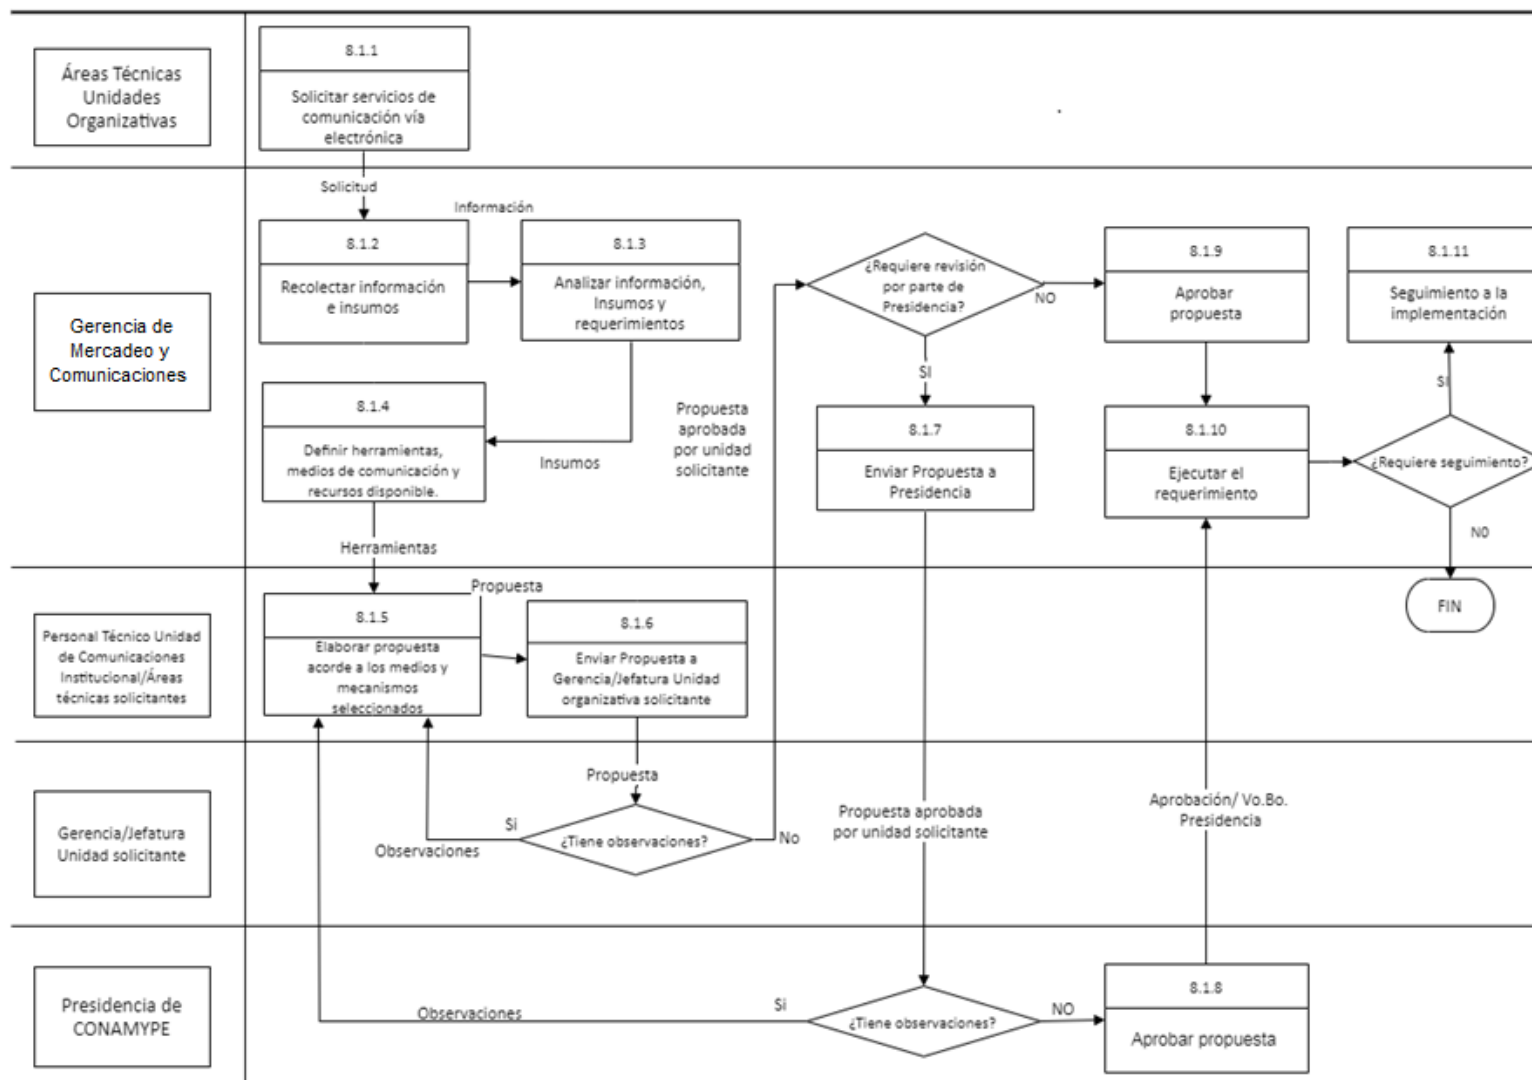 Áreas Técnicas
Unidades
Organizativas
8.1.1
Solicitar servicios de
comunicación vía
electrónica
Solicitud
Gerencia de
Mercadeo y
Comunicaciones
8.1.2
Recolectar información
e insumos
Información
8.1.3
Analizar información,
Insumos y
requerimientos
Insumos
8.1.4
Definir herramientas,
medios de comunicación y
recursos disponible.
Herramientas
Propuesta
aprobada
por unidad
solicitante
¿Requiere revisión
por parte de
Presidencia?
NO
SI
8.1.7
Enviar Propuesta a
Presidencia
8.1.9
Aprobar
propuesta
8.1.10
Ejecutar el
requerimiento
8.1.11
Seguimiento a la
implementación
SI
¿Requiere seguimiento?
N0
FIN
Personal Técnico Unidad
de Comunicaciones
Institucional/Áreas
técnicas solicitantes
8.1.5
Elaborar propuesta
acorde a los medios y
mecanismos
seleccionados
Propuesta
8.1.6
Enviar Propuesta a
Gerencia/Jefatura Unidad
organizativa solicitante
Gerencia/Jefatura
Unidad solicitante
Propuesta
Si
Observaciones
¿Tiene observaciones?
No
Propuesta aprobada
por unidad solicitante
Aprobación/ Vo.Bo.
Presidencia
Presidencia de
CONAMYPE
Observaciones
Si
¿Tiene observaciones?
NO
8.1.8
Aprobar propuesta